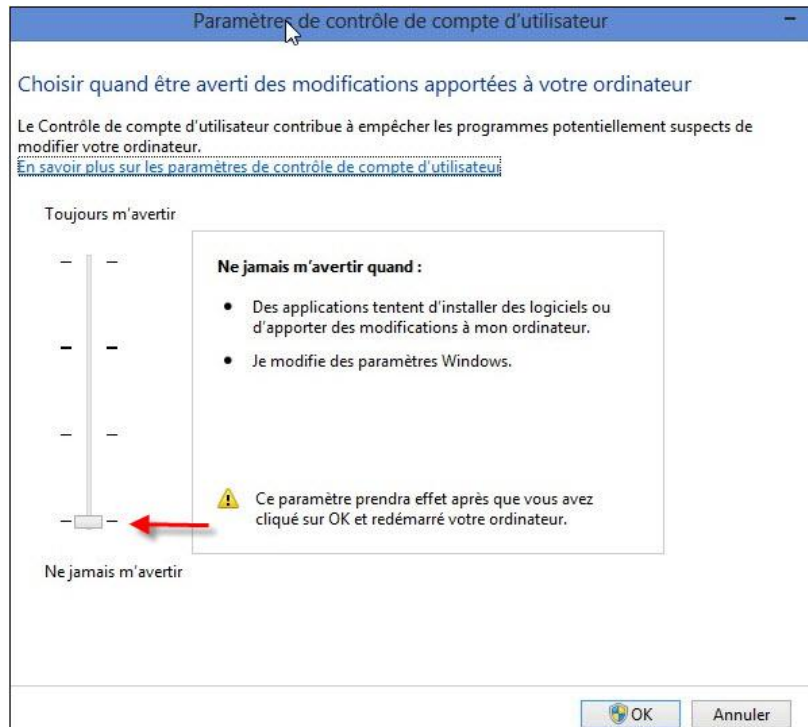 Paramètres de contrôle de compte d'utilisateur
Choisir quand être averti des modifications apportées à votre ordinateur
Le Contrôle de compte d'utilisateur contribue à empêcher les programmes potentiellement suspects de
modifier votre ordinateur.
En savoir plus sur les paramètres de contrôle de compte d'utilisateur
Toujours m'avertir
Ne jamais m'avertir quand :
• Des applications tentent d'installer des logiciels ou
d'apporter des modifications à mon ordinateur.
• Je modifie des paramètres Windows.
Ce paramètre prendra effet après que vous avez
cliqué sur OK et redémarré votre ordinateur.
Ne jamais m'avertir
OK
Annuler